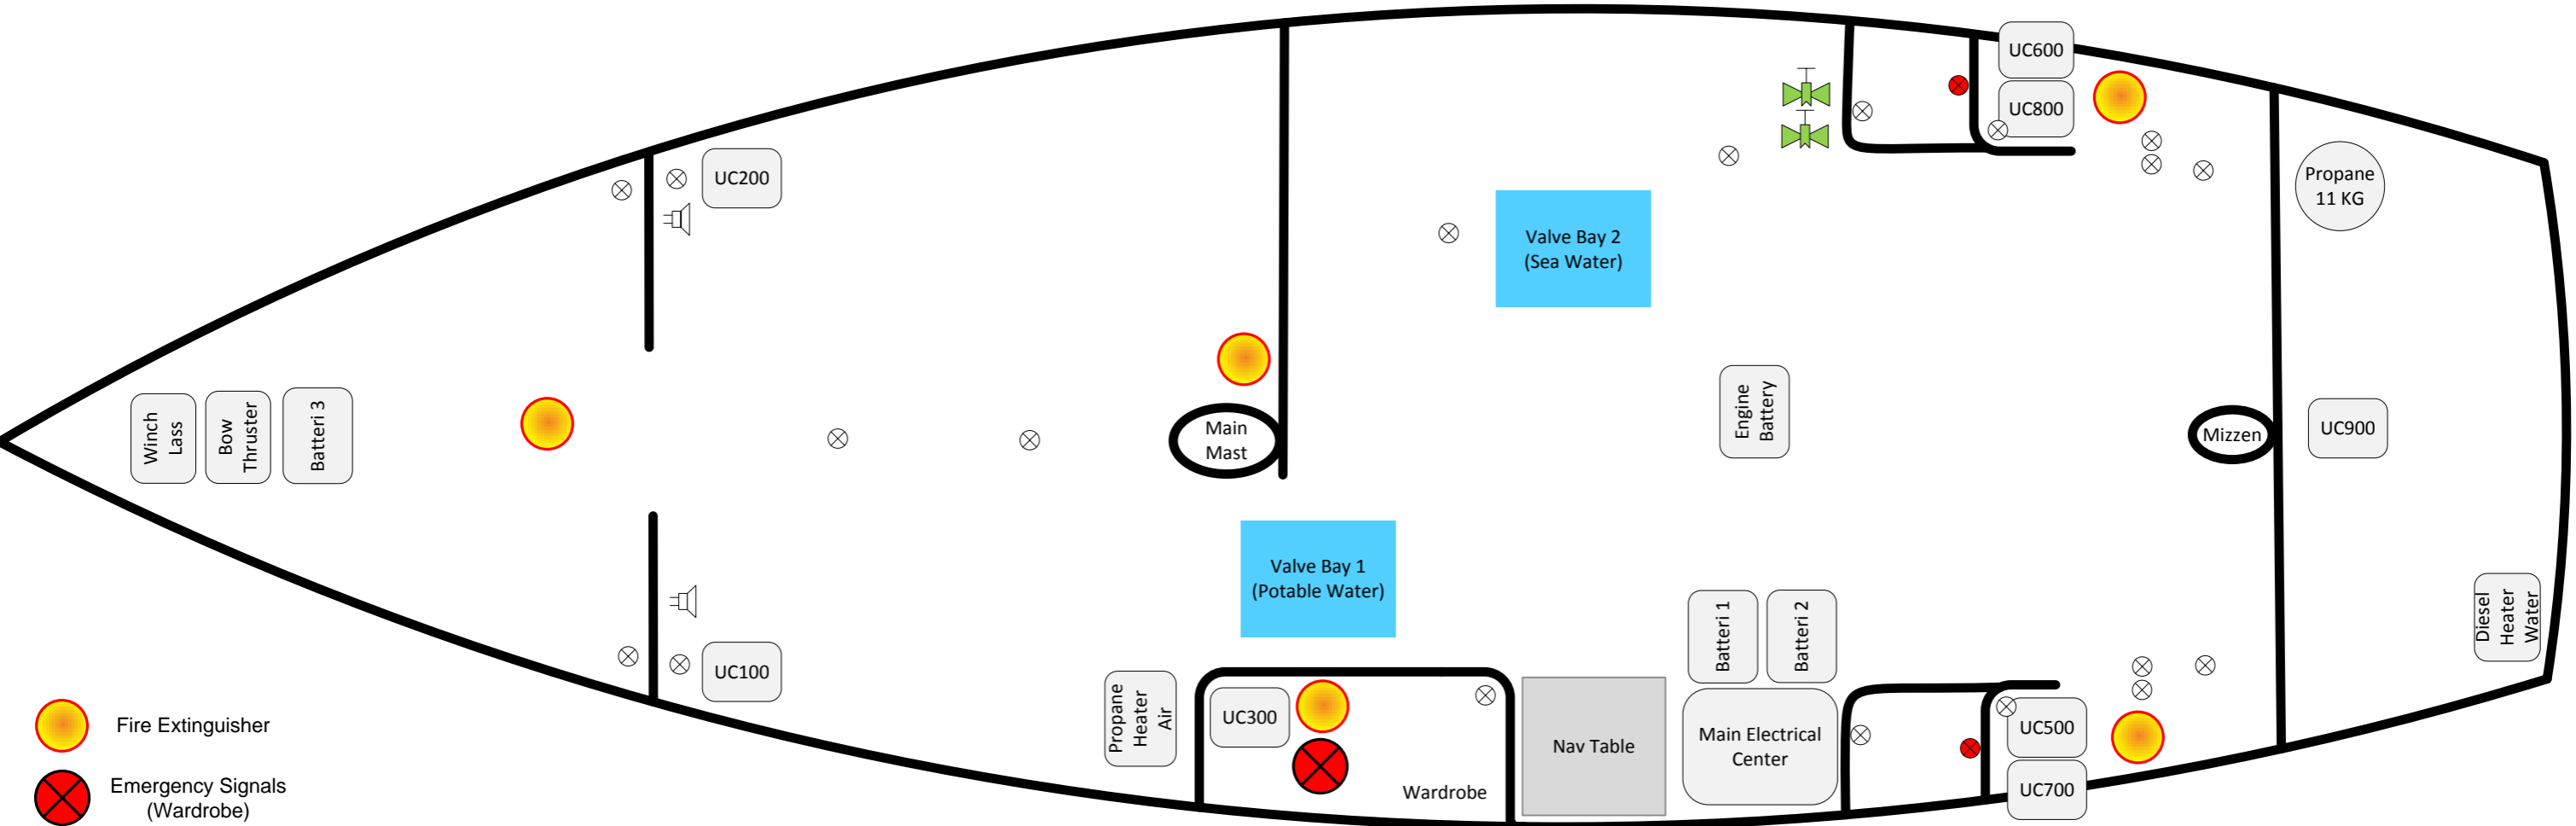 UC600
UC800
UC200
Propane
11 KG
Valve Bay 2
(Sea Water)
Winch
Lass
Bow
Thruster
Batteri 3
Main
Mast
Engine
Battery
Mizzen
UC900
Valve Bay 1
(Potable Water)
Batteri 1
Batteri 2
Diesel
Heater
Water
UC100
Propane
Heater
Air
UC300
Wardrobe
Nav Table
Main Electrical
Center
UC500
UC700
Fire Extinguisher
Emergency Signals
(Wardrobe)